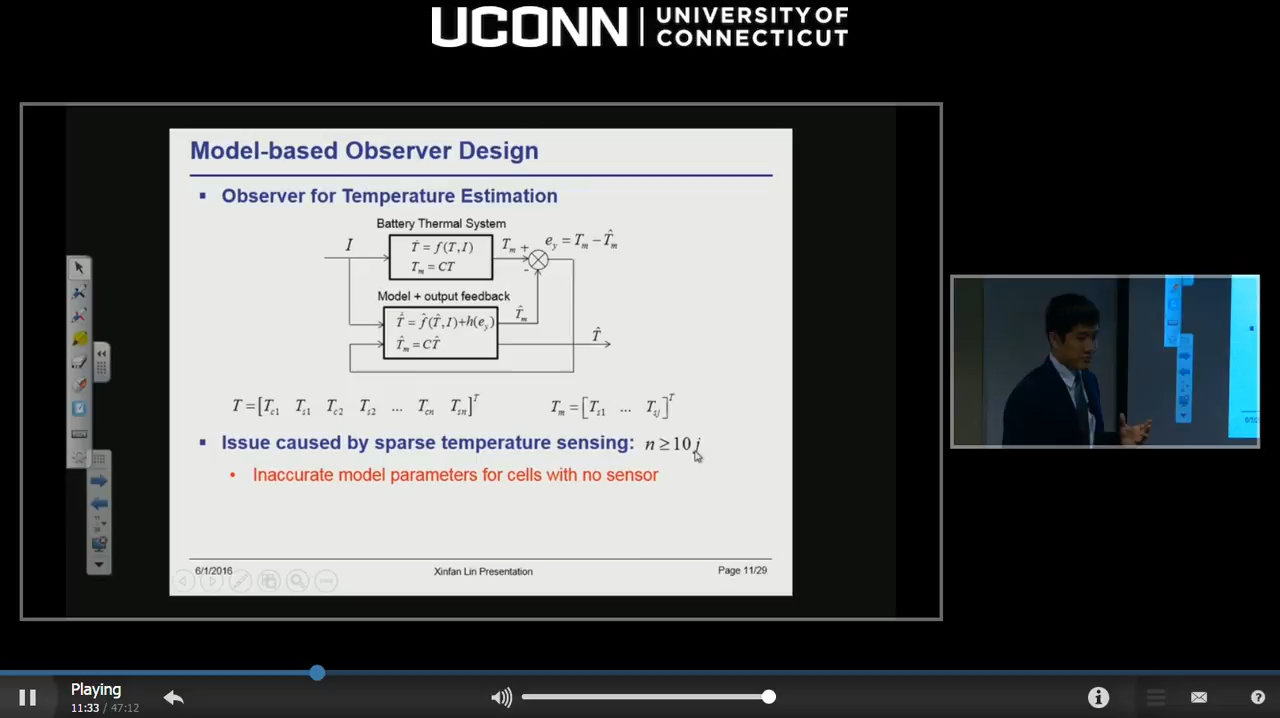 UCONN UNIVERSITY OF
CONNECTICUT
Model-based Observer Design
▪ Observer for Temperature Estimation
Battery Thermal System
I
Ṫ = f(T,I)
T_m = CT
T_m + 
e_y = T_m − T̂_m
-
Model + output feedback
T̂̇ = f̂(T̂,I)+h(e_y)
T̂_m = CT̂
T̂_m
T̂
T = [T_c1 T_s1 T_c2 T_s2 ... T_cn T_sn]^T
T_m = [T_s1 ... T_sj]^T
▪ Issue caused by sparse temperature sensing: n ≥ 10j
• Inaccurate model parameters for cells with no sensor
6/1/2016 Xinfan Lin Presentation Page 11/29
Playing
11:33 / 47:12